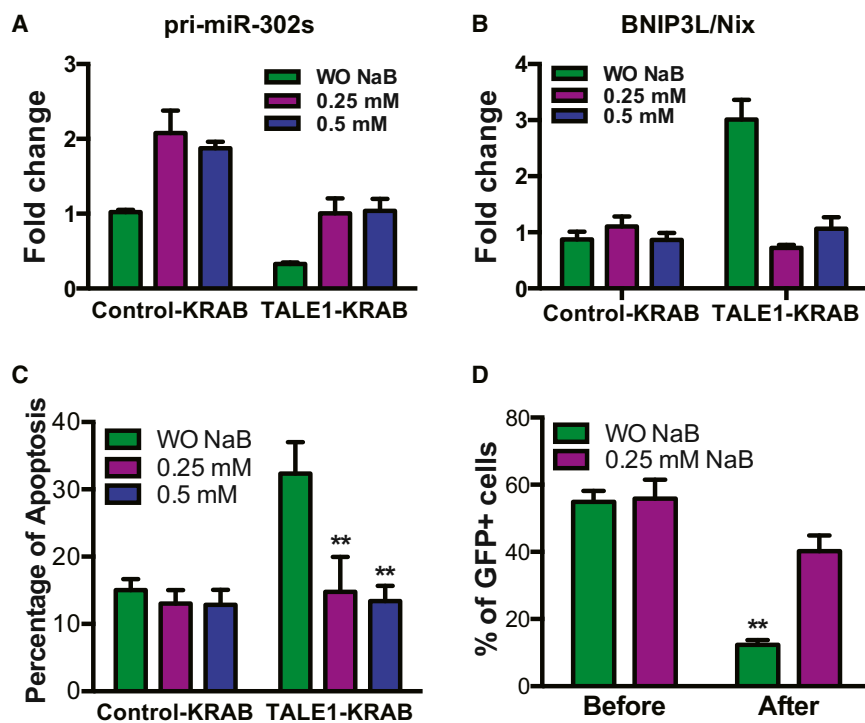 A
pri-miR-302s
Fold change
3
2
1
0
WO NaB
0.25 mM
0.5 mM
Control-KRAB TALE1-KRAB
B
BNIP3L/Nix
Fold change
4
3
2
1
0
WO NaB
0.25 mM
0.5 mM
Control-KRAB TALE1-KRAB
C
Percentage of Apoptosis
40
30
20
10
0
WO NaB
0.25 mM
0.5 mM
**
**
Control-KRAB TALE1-KRAB
D
% of GFP+ cells
80
60
40
20
0
WO NaB
0.25 mM NaB
**
Before After